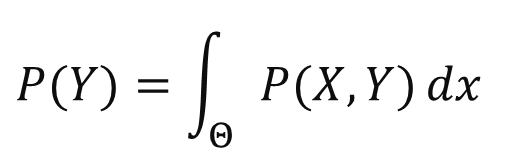 P(Y) = ∫_Θ P(X, Y) dx